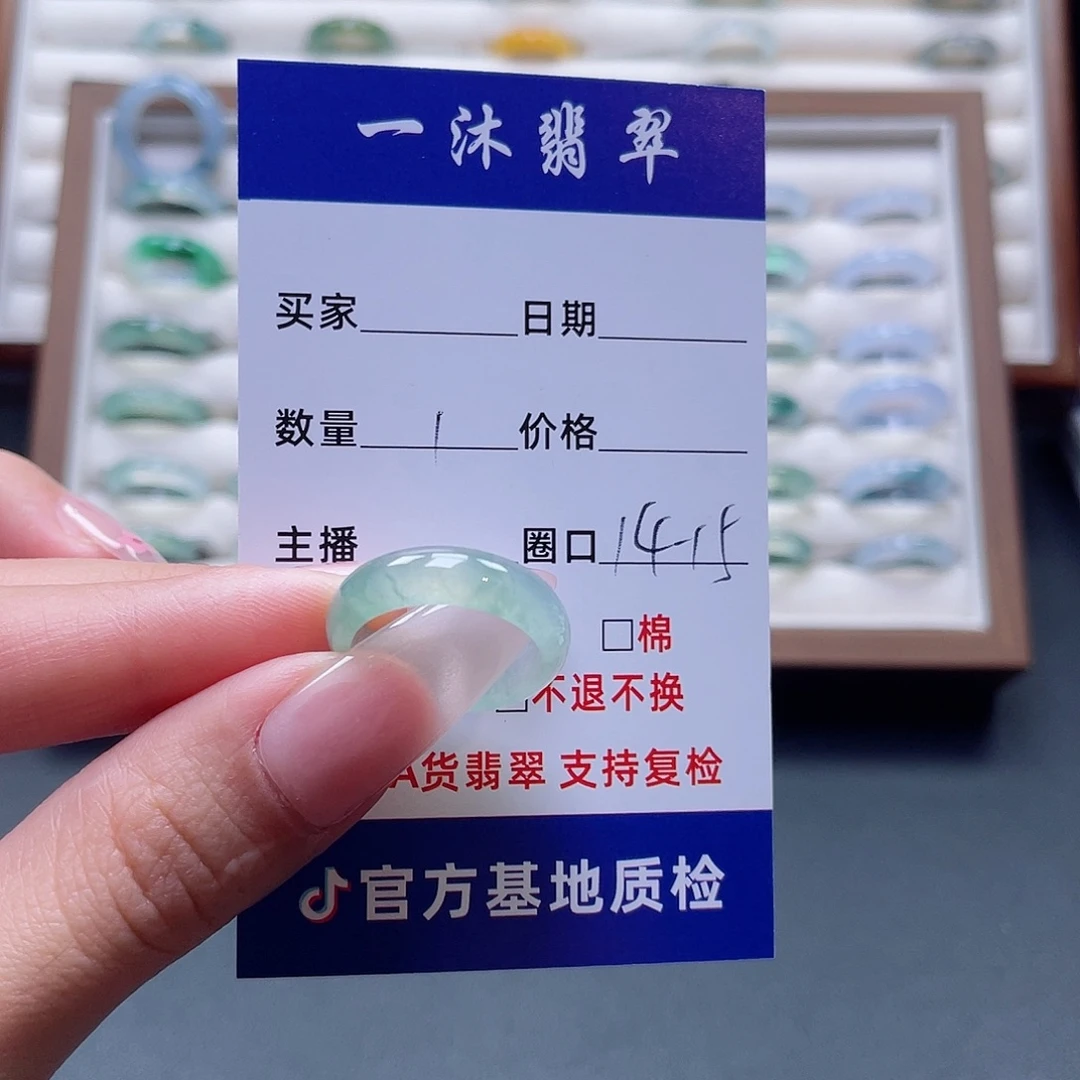 一沐翡翠
买家 日期
数量 1 价格
主播 圈口 14-15
□棉
□不退不换
A货翡翠 支持复检
官方基地质检